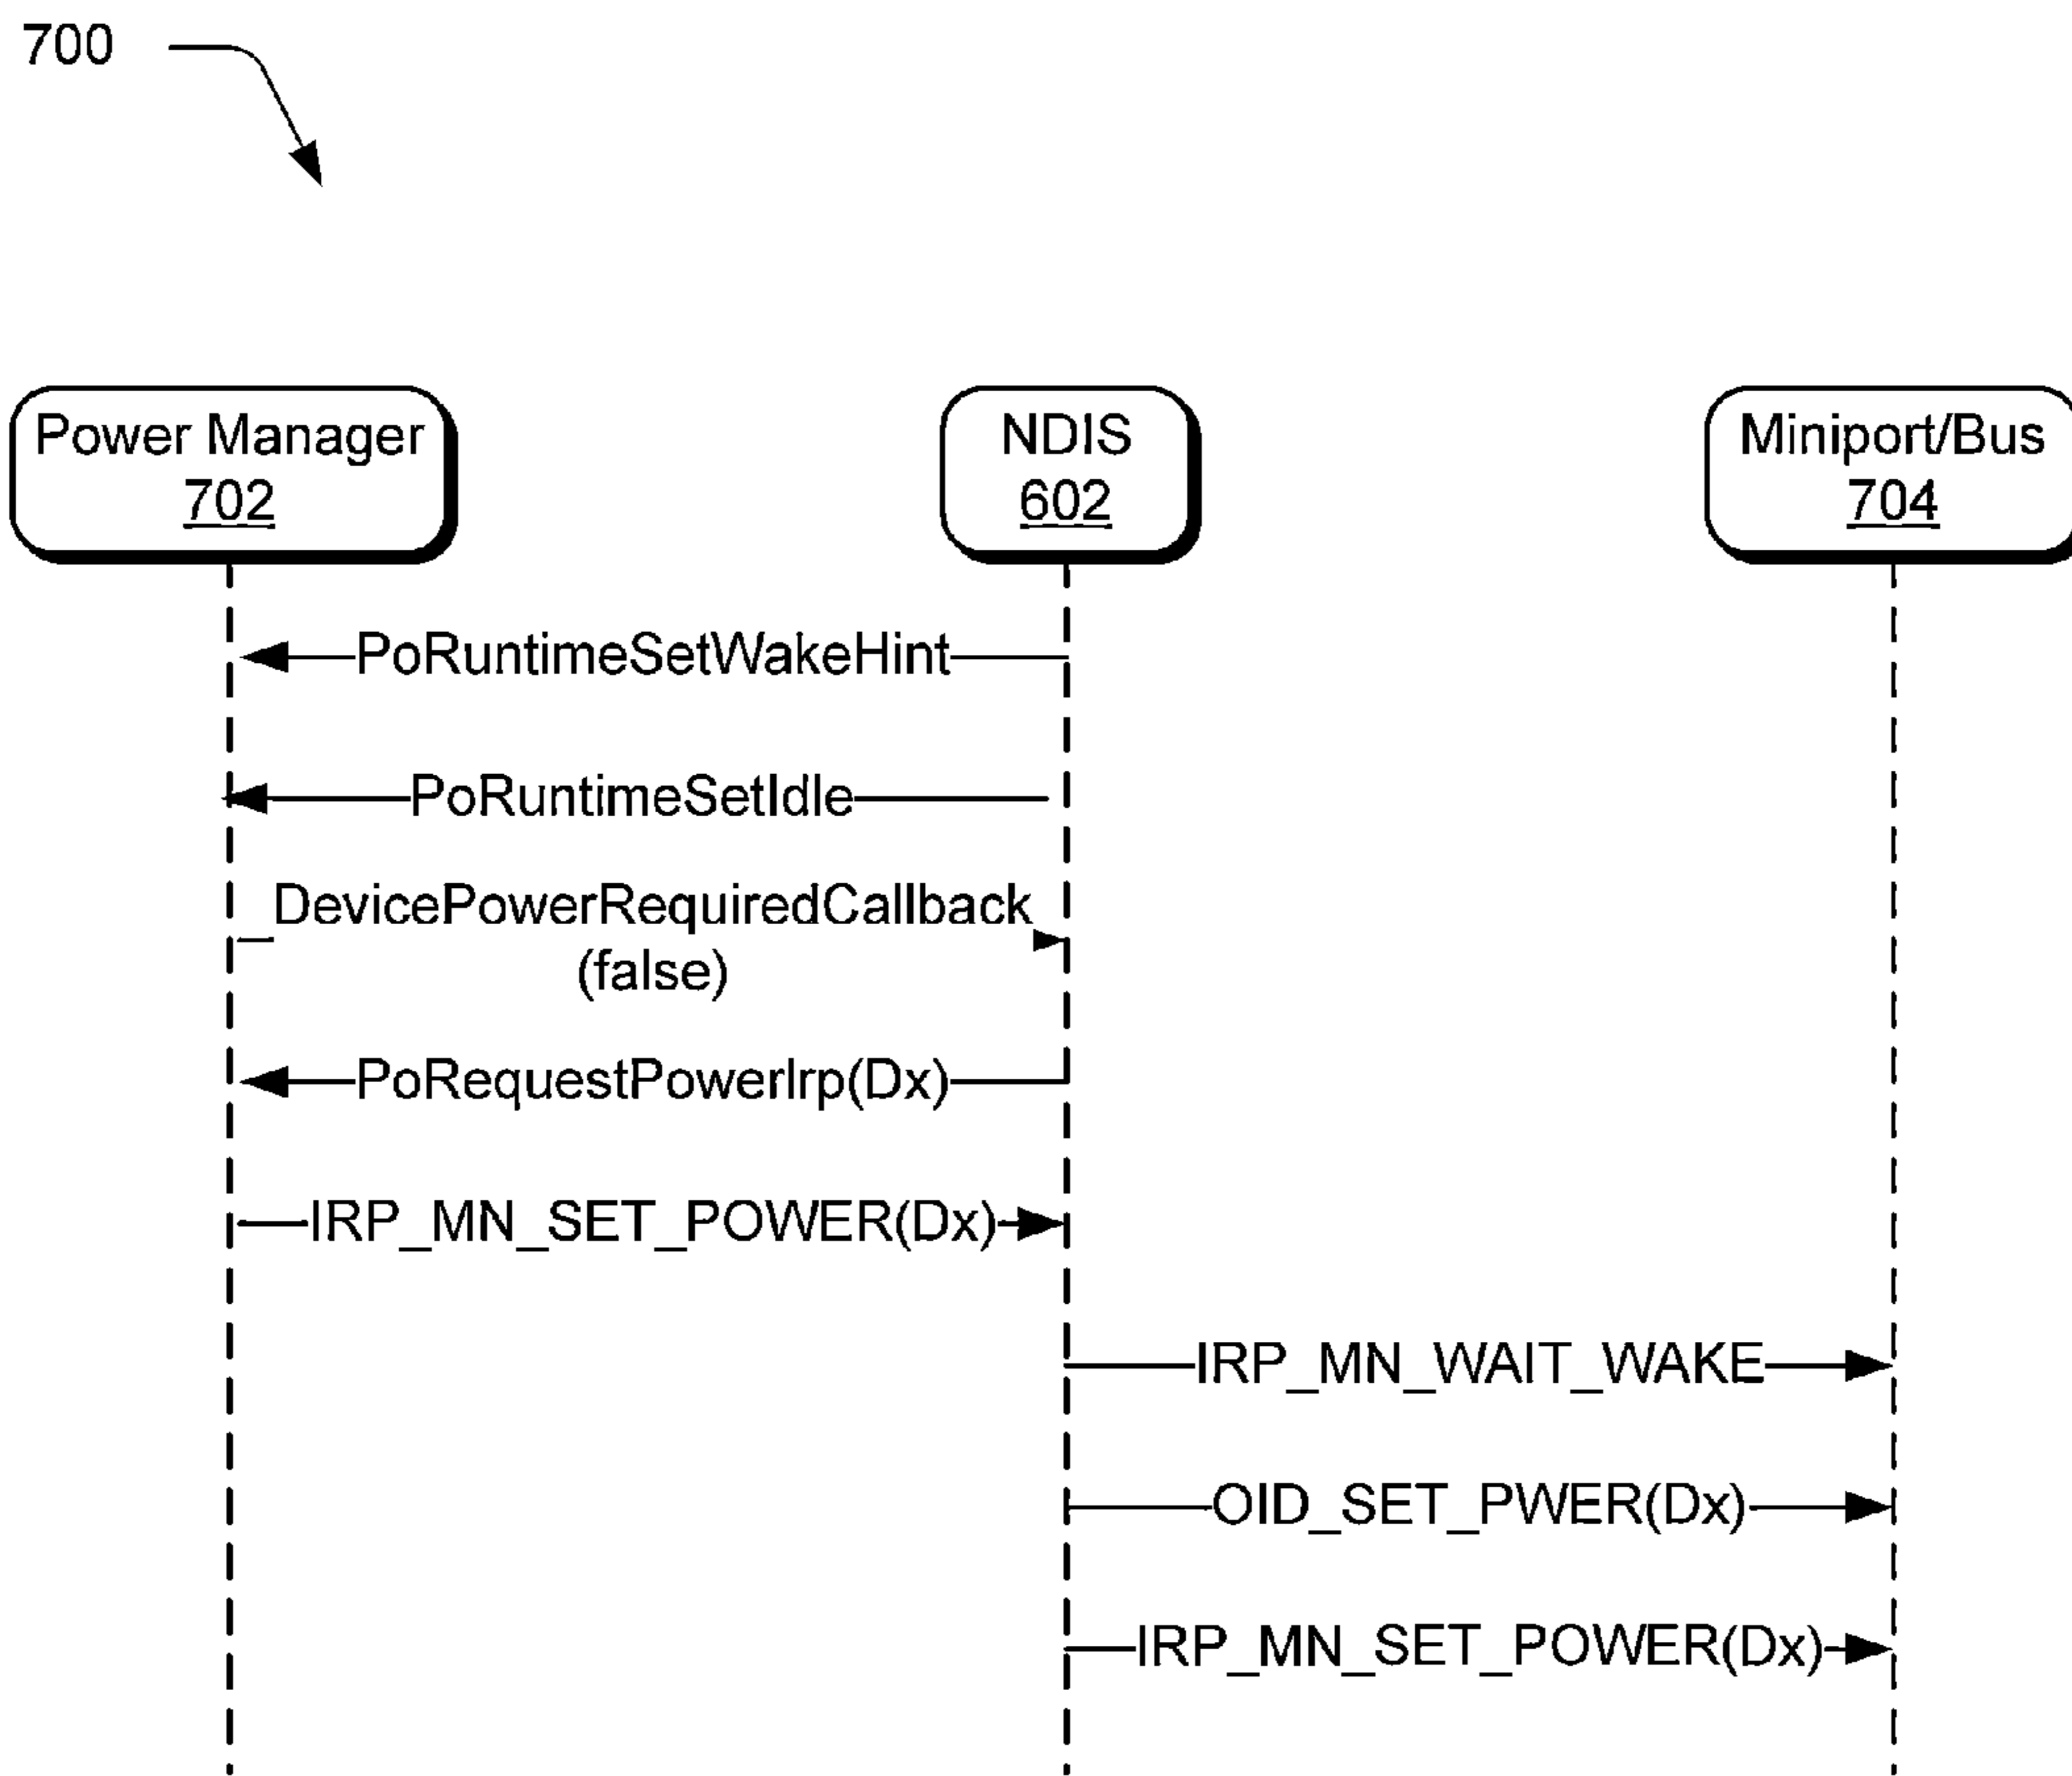 700
Power Manager
702
NDIS
602
Miniport/Bus
704
PoRuntimeSetWakeHint
PoRuntimeSetIdle
DevicePowerRequiredCallback
(false)
PoRequestPowerIrp(Dx)
IRP_MN_SET_POWER(Dx)
IRP_MN_WAIT_WAKE
OID_SET_PWER(Dx)
IRP_MN_SET_POWER(Dx)